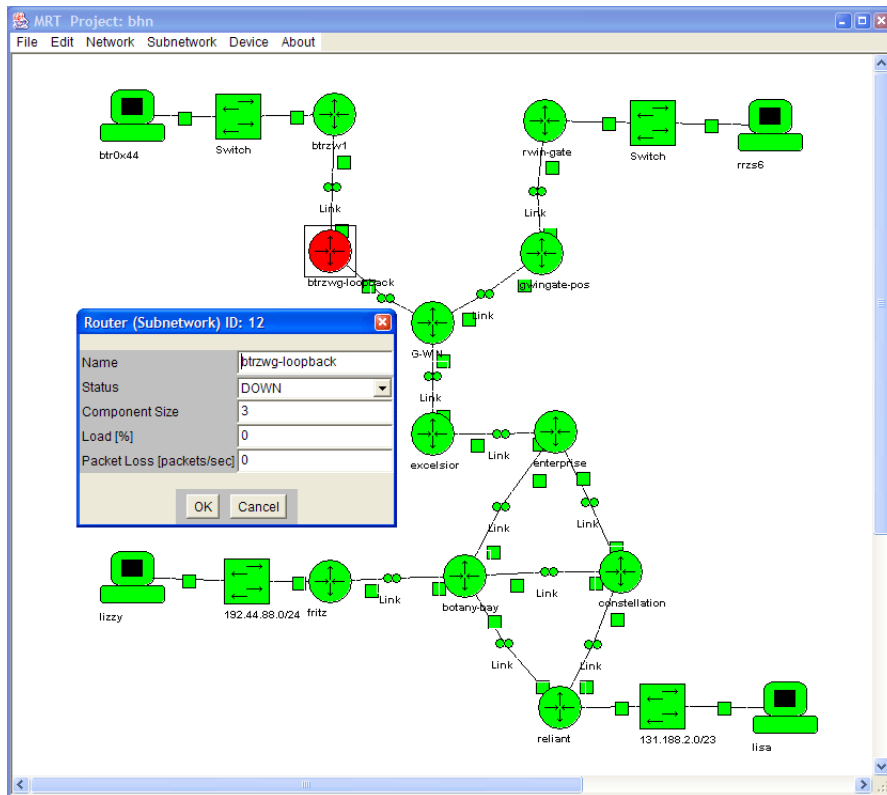 MRT Project: bhn
File Edit Network Subnetwork Device About
btr0x44
Switch
btrzw1
rwin-gate
Switch
rrzs6
Link
Link
btrzwg-loopback
gwingate-pos
Link
G-WIN
Link
Router (Subnetwork) ID: 12
Name btrzwg-loopback
Status DOWN
Component Size 3
Load [%] 0
Packet Loss [packets/sec] 0
OK Cancel
excelsior
Link
enterprise
Link
Link
lizzy
192.44.88.0/24
fritz
Link
botany-bay
Link
constellation
Link
Link
reliant
131.188.2.0/23
lisa